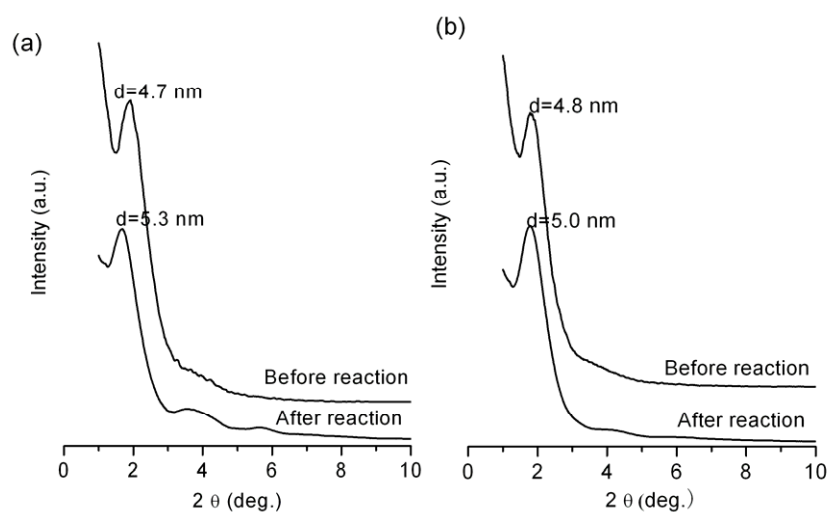 (a)
d=4.7 nm
d=5.3 nm
Before reaction
After reaction
Intensity (a.u.)
0 2 4 6 8 10
2 θ (deg.)
(b)
d=4.8 nm
d=5.0 nm
Before reaction
After reaction
Intensity (a.u.)
0 2 4 6 8 10
2 θ (deg.)